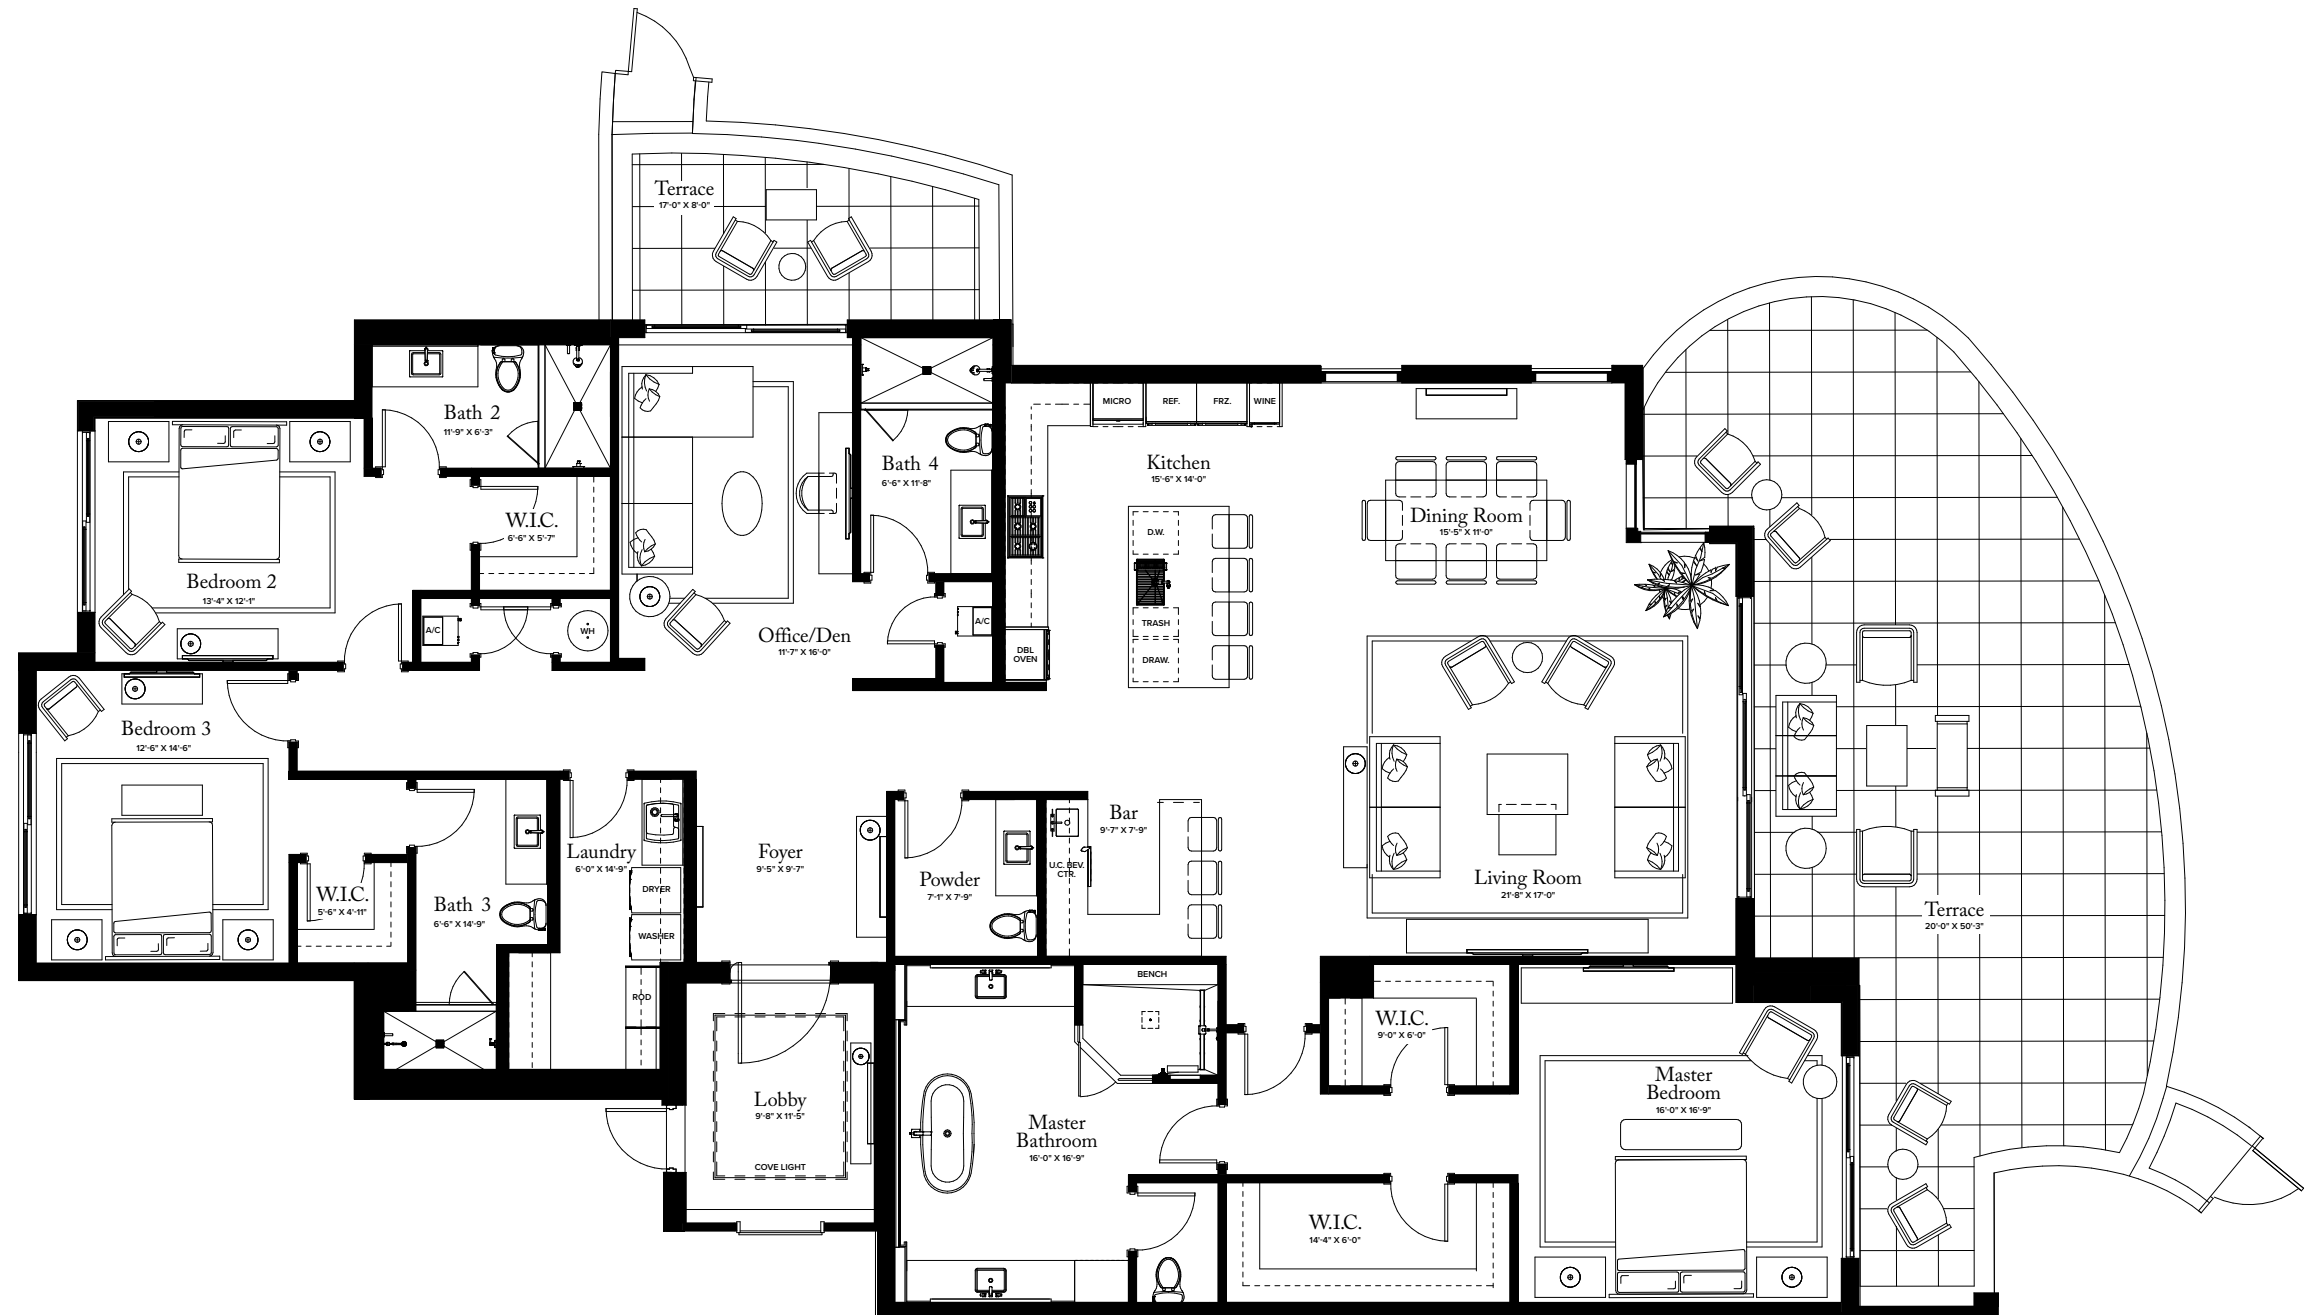 Terrace
17'-0" X 8'-0"
Bath 2
11'-9" X 6'-3"
MICRO
REF.
FRZ.
WINE
Bath 4
6'-6" X 11'-8"
Kitchen
15'-6" X 14'-0"
W.I.C.
6'-6" X 5'-7"
Dining Room
15'-5" X 11'-0"
D.W.
Bedroom 2
13'-4" X 12'-1"
A/C
WH
Office/Den
11'-7" X 16'-0"
A/C
TRASH
DBL
OVEN
DRAW.
Bedroom 3
12'-6" X 14'-6"
Bar
9'-7" X 7'-9"
Laundry
6'-0" X 14'-9"
Foyer
9'-5" X 9'-7"
U.C. BEV.
CTR.
Powder
7'-1" X 7'-9"
Living Room
21'-8" X 17'-0"
DRYER
W.I.C.
5'-6" X 4'-11"
Bath 3
6'-6" X 14'-9"
WASHER
Terrace
20'-0" X 50'-3"
BENCH
ROD
W.I.C.
9'-0" X 6'-0"
Lobby
9'-8" X 11'-5"
COVE LIGHT
Master
Bathroom
16'-0" X 16'-9"
Master
Bedroom
16'-0" X 16'-9"
W.I.C.
14'-4" X 6'-0"